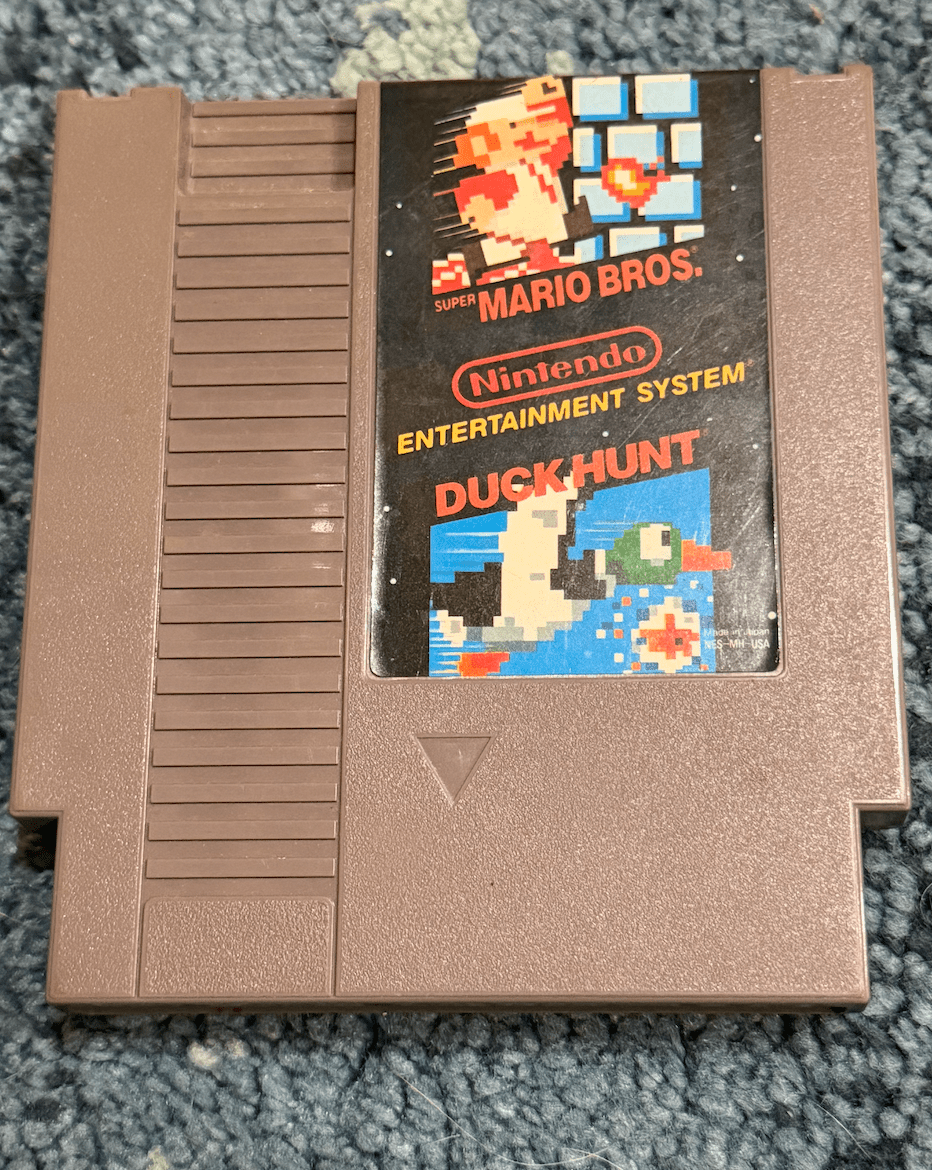 SUPER MARIO BROS.
Nintendo
ENTERTAINMENT SYSTEM
DUCK HUNT
Made in Japan
NES-MH-USA